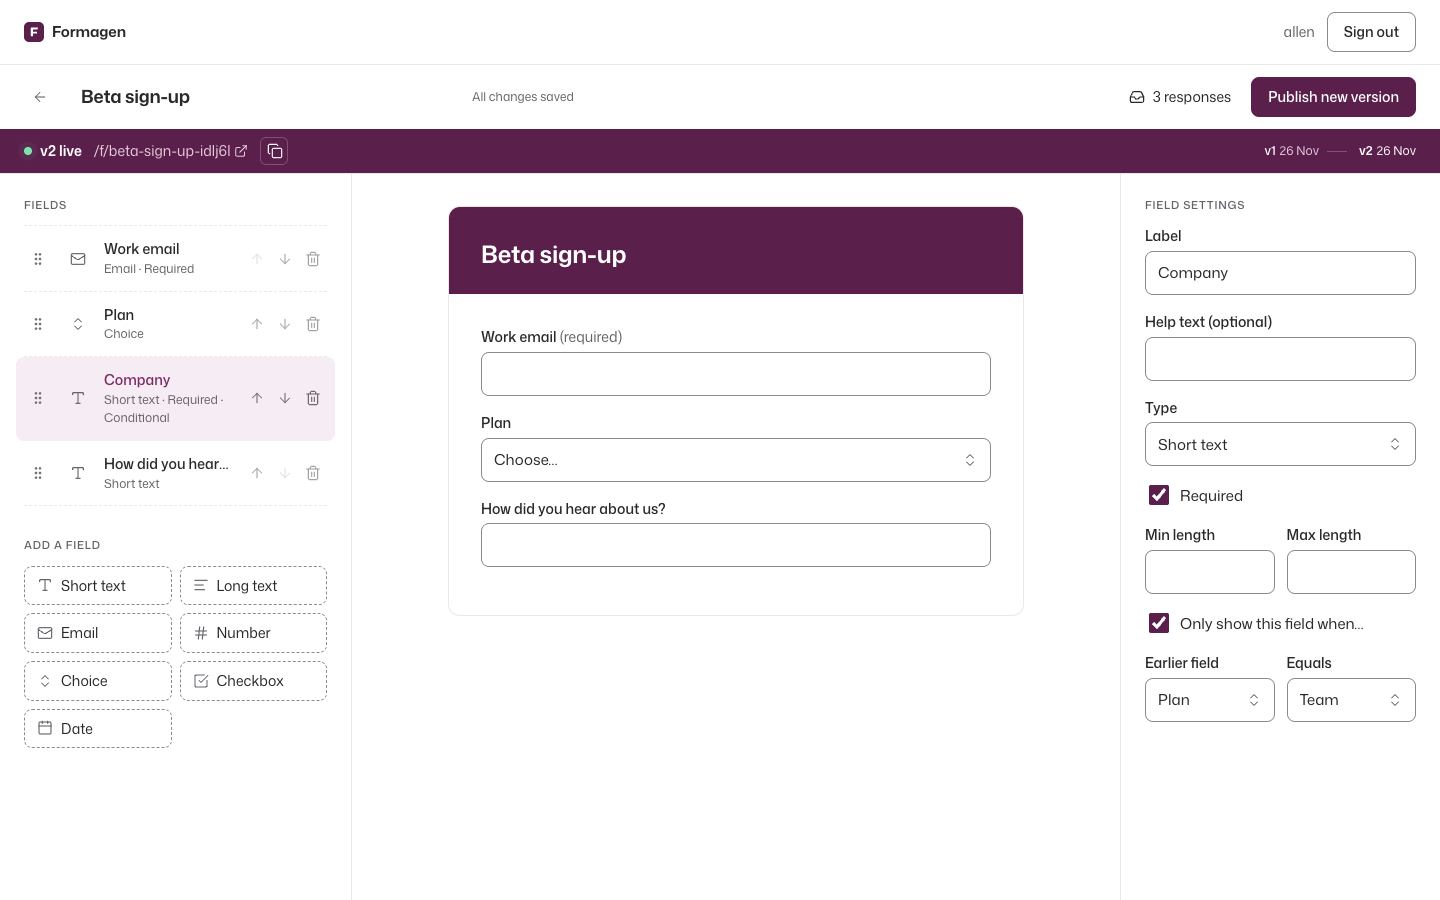 F Formagen
allen
Sign out
Beta sign-up
All changes saved
3 responses
Publish new version
v2 live
/f/beta-sign-up-idlj6l
v1 26 Nov
v2 26 Nov
FIELDS
Work email
Email · Required
Plan
Choice
Company
Short text · Required ·
Conditional
How did you hear...
Short text
ADD A FIELD
Short text
Long text
Email
Number
Choice
Checkbox
Date
Beta sign-up
Work email (required)
Plan
Choose...
How did you hear about us?
FIELD SETTINGS
Label
Company
Help text (optional)
Type
Short text
Required
Min length
Max length
Only show this field when...
Earlier field
Equals
Plan
Team